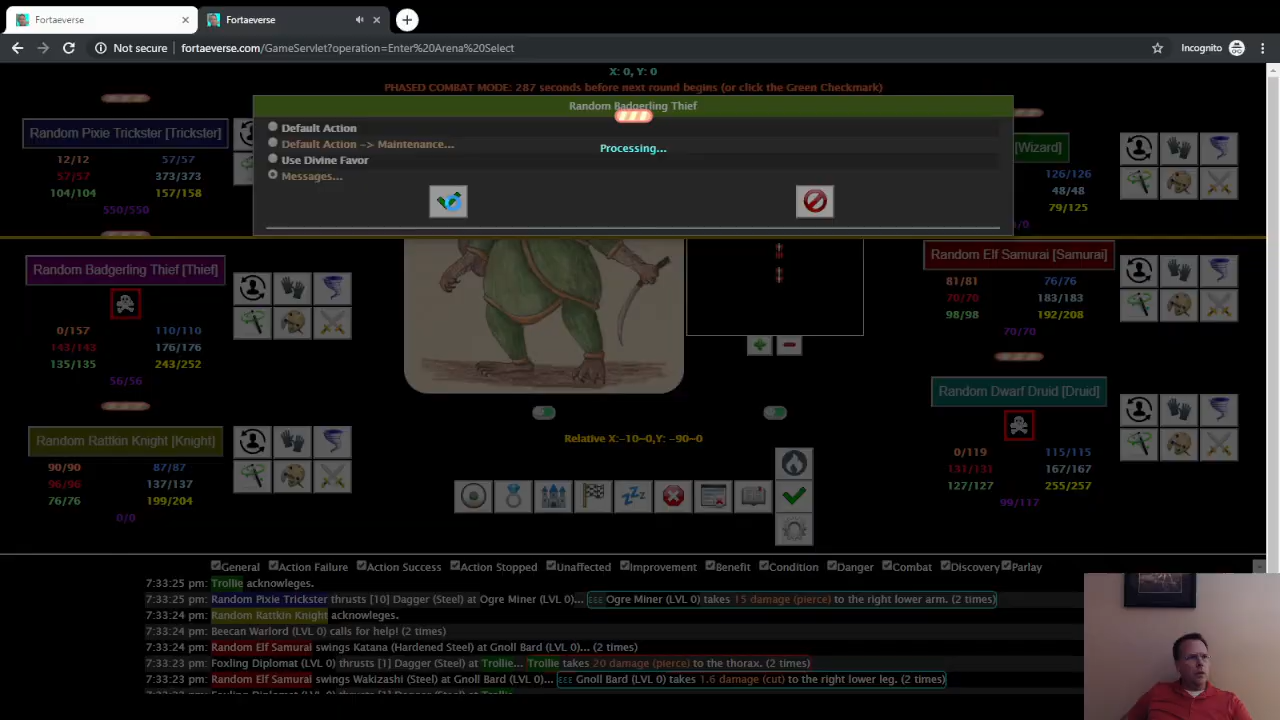 Fortaeverse
Fortaeverse
Not secure fortaeverse.com/GameServlet?operation=Enter%20Arena%20Select
Incognito
X: 0, Y: 0
PHASED COMBAT MODE: 287 seconds before next round begins (or click the Green Checkmark)
Random Badgerling Thief
Default Action
Default Action ~> Maintenance...
Processing...
Use Divine Favor
Messages...
Random Pixie Trickster [Trickster]
12/12 57/57
57/57 373/373
104/104 157/158
550/550
[Wizard]
126/126
48/48
79/125
Random Badgerling Thief [Thief]
0/157 110/110
143/143 176/176
135/135 243/252
56/56
Random Elf Samurai [Samurai]
81/81 76/76
70/70 183/183
98/98 192/208
70/70
Random Rattkin Knight [Knight]
90/90 87/87
96/96 137/137
76/76 199/204
0/0
Random Dwarf Druid [Druid]
0/119 115/115
131/131 167/167
127/127 255/257
99/117
Relative X:~10~0,Y: ~90~0
General Action Failure Action Success Action Stopped Unaffected Improvement Benefit Condition Danger Combat Discovery Parlay
7:33:25 pm: Trollie acknowleges.
7:33:25 pm: Random Pixie Trickster thrusts [10] Dagger (Steel) at Ogre Miner (LVL 0)... £££ Ogre Miner (LVL 0) takes 15 damage (pierce) to the right lower arm. (2 times)
7:33:24 pm: Random Rattkin Knight acknowleges.
7:33:24 pm: Beecan Warlord (LVL 0) calls for help! (2 times)
7:33:24 pm: Random Elf Samurai swings Katana (Hardened Steel) at Gnoll Bard (LVL 0)... (2 times)
7:33:23 pm: Foxling Diplomat (LVL 0) thrusts [1] Dagger (Steel) at Trollie... Trollie takes 20 damage (pierce) to the thorax. (2 times)
7:33:23 pm: Random Elf Samurai swings Wakizashi (Steel) at Gnoll Bard (LVL 0)... £££ Gnoll Bard (LVL 0) takes 1.6 damage (cut) to the right lower leg. (2 times)